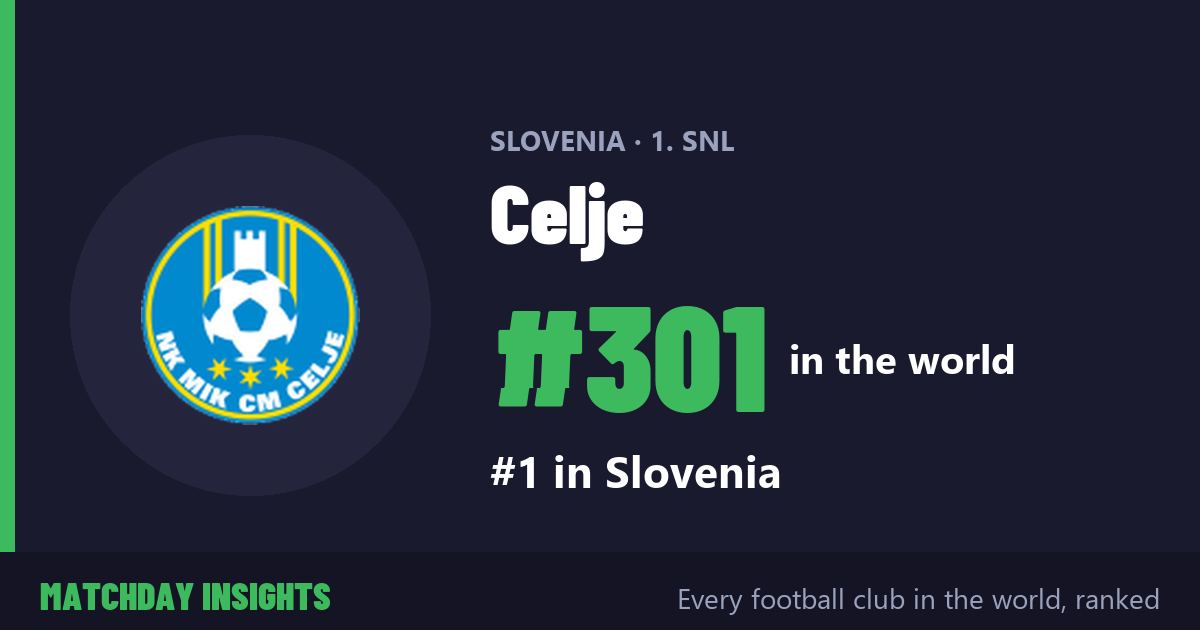 SLOVENIA · 1. SNL
Celje
#301 in the world
#1 in Slovenia
NK MIK CM CELJE
MATCHDAY INSIGHTS
Every football club in the world, ranked